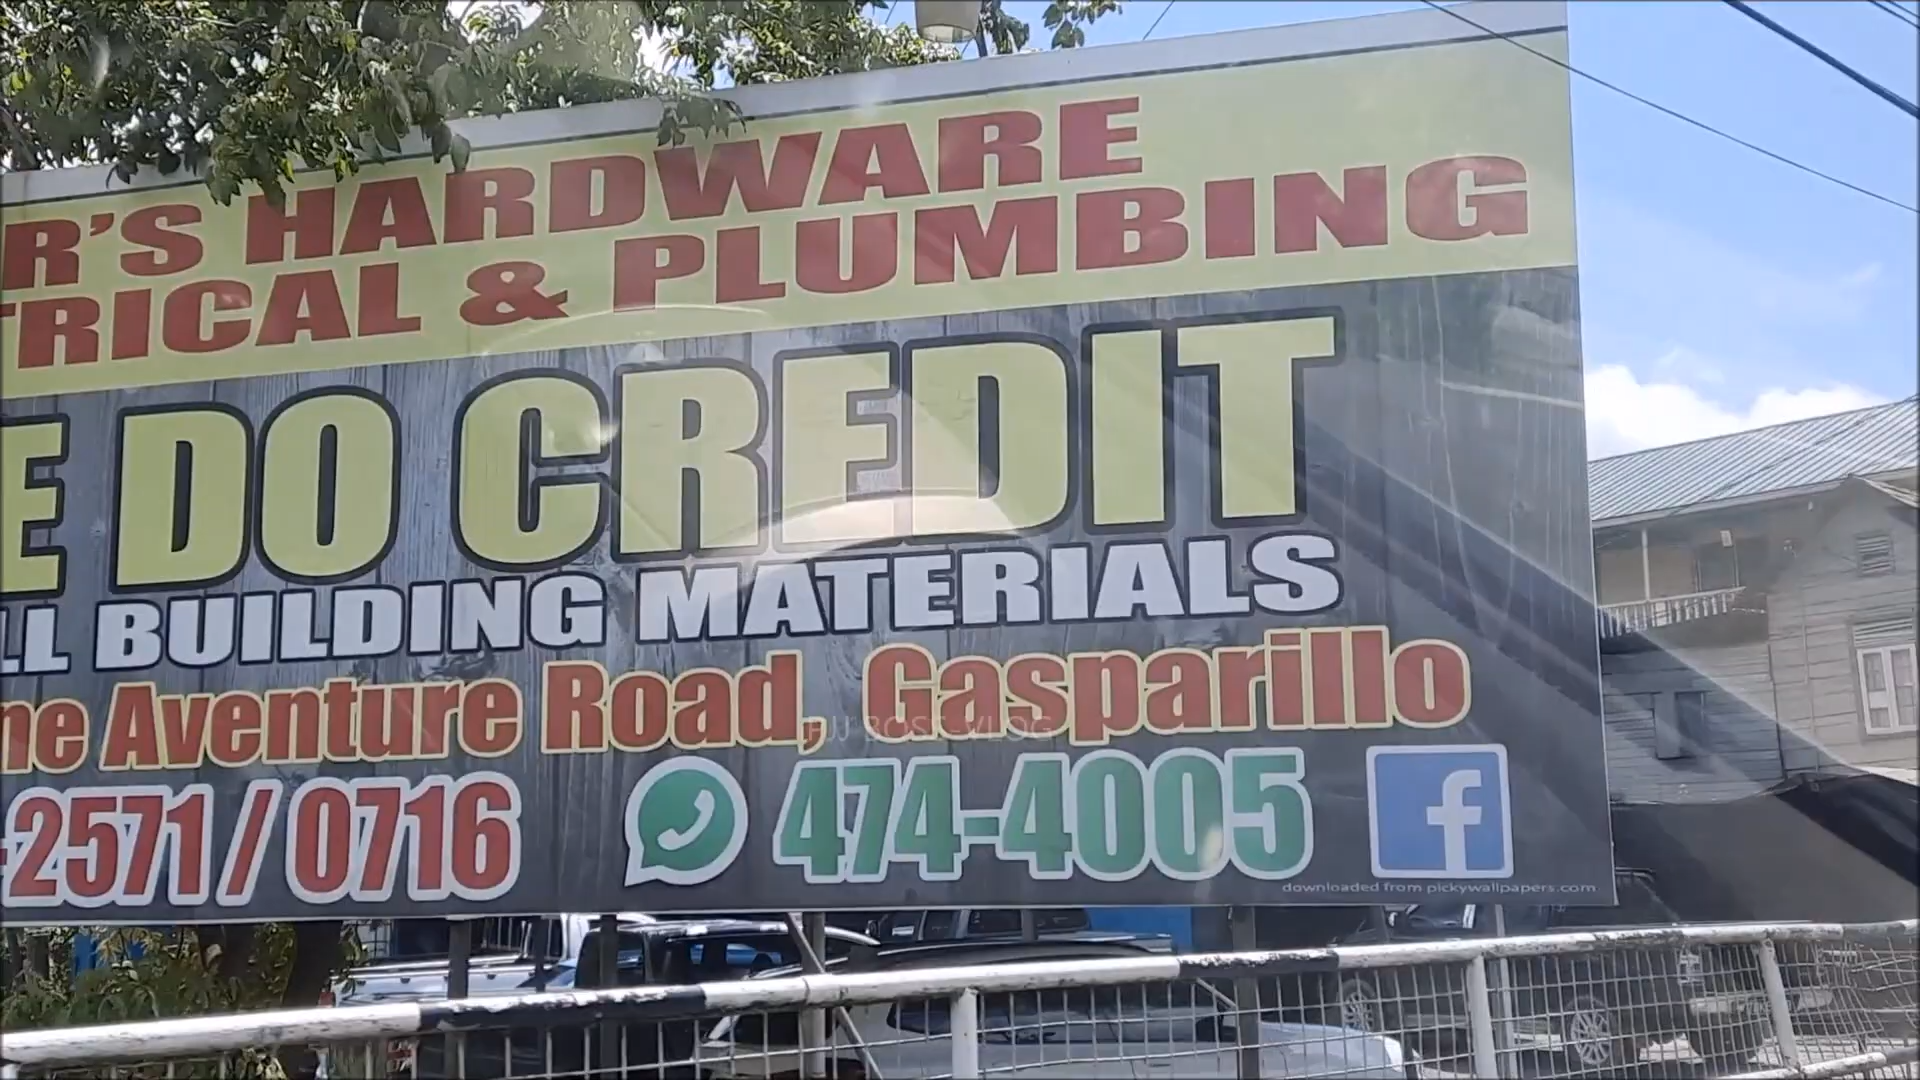 R'S HARDWARE
TRICAL & PLUMBING
E DO CREDIT
LL BUILDING MATERIALS
ne Aventure Road, Gasparillo
-2571 / 0716 474-4005 f
downloaded from pickywallpapers.com